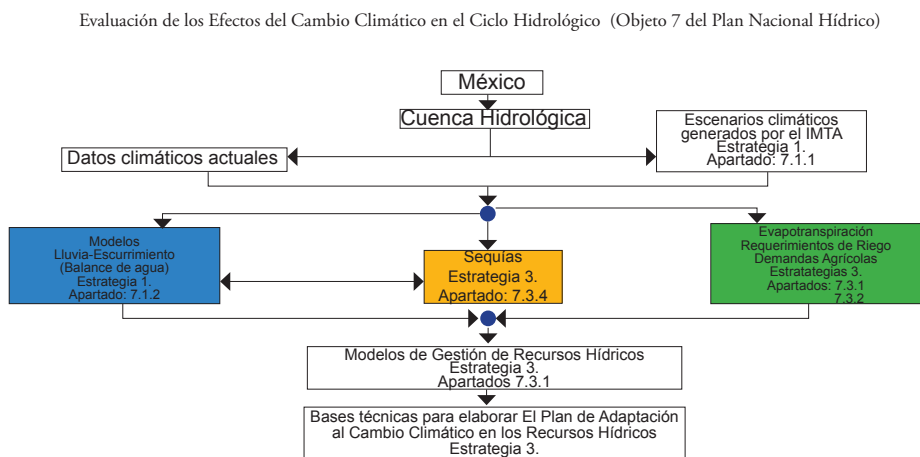 Evaluación de los Efectos del Cambio Climático en el Ciclo Hidrológico (Objeto 7 del Plan Nacional Hídrico)
México
Cuenca Hidrológica
Datos climáticos actuales
Escenarios climáticos
generados por el IMTA
Estrategia 1.
Apartado: 7.1.1
Modelos
Lluvia-Escurrimiento
(Balance de agua)
Estrategia 1.
Apartado: 7.1.2
Sequías
Estrategia 3.
Apartado: 7.3.4
Evapotranspiración
Requerimientos de Riego
Demandas Agrícolas
Estratategias 3.
Apartados: 7.3.1
7.3.2
Modelos de Gestión de Recursos Hídricos
Estrategia 3.
Apartados 7.3.1
Bases técnicas para elaborar El Plan de Adaptación
al Cambio Climático en los Recursos Hídricos
Estrategia 3.